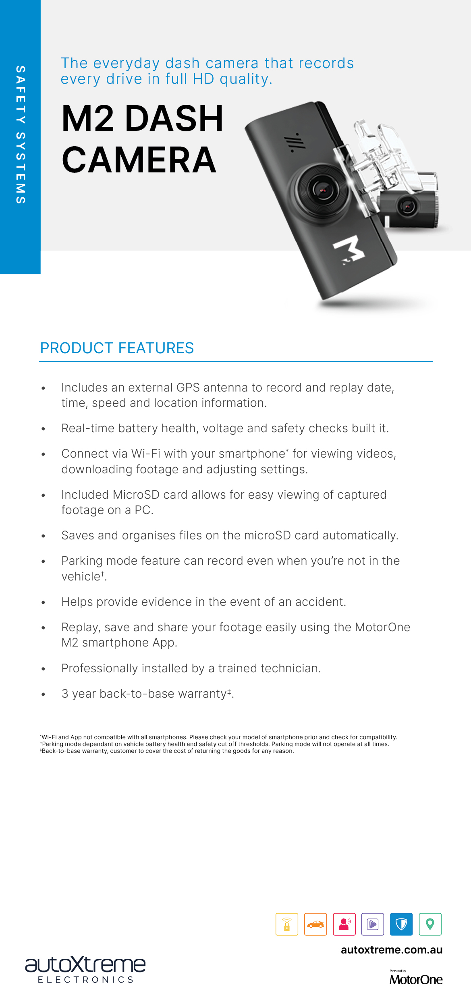 SAFETY SYSTEMS
The everyday dash camera that records
every drive in full HD quality.
M2 DASH
CAMERA
PRODUCT FEATURES
• Includes an external GPS antenna to record and replay date,
time, speed and location information.
• Real-time battery health, voltage and safety checks built it.
• Connect via Wi-Fi with your smartphone* for viewing videos,
downloading footage and adjusting settings.
• Included MicroSD card allows for easy viewing of captured
footage on a PC.
• Saves and organises files on the microSD card automatically.
• Parking mode feature can record even when you’re not in the
vehicle†.
• Helps provide evidence in the event of an accident.
• Replay, save and share your footage easily using the MotorOne
M2 smartphone App.
• Professionally installed by a trained technician.
• 3 year back-to-base warranty‡.
*Wi-Fi and App not compatible with all smartphones. Please check your model of smartphone prior and check for compatibility.
†Parking mode dependant on vehicle battery health and safety cut off thresholds. Parking mode will not operate at all times.
‡Back-to-base warranty, customer to cover the cost of returning the goods for any reason.
autoxtreme.com.au
autoXtreme
ELECTRONICS
Powered by
MotorOne